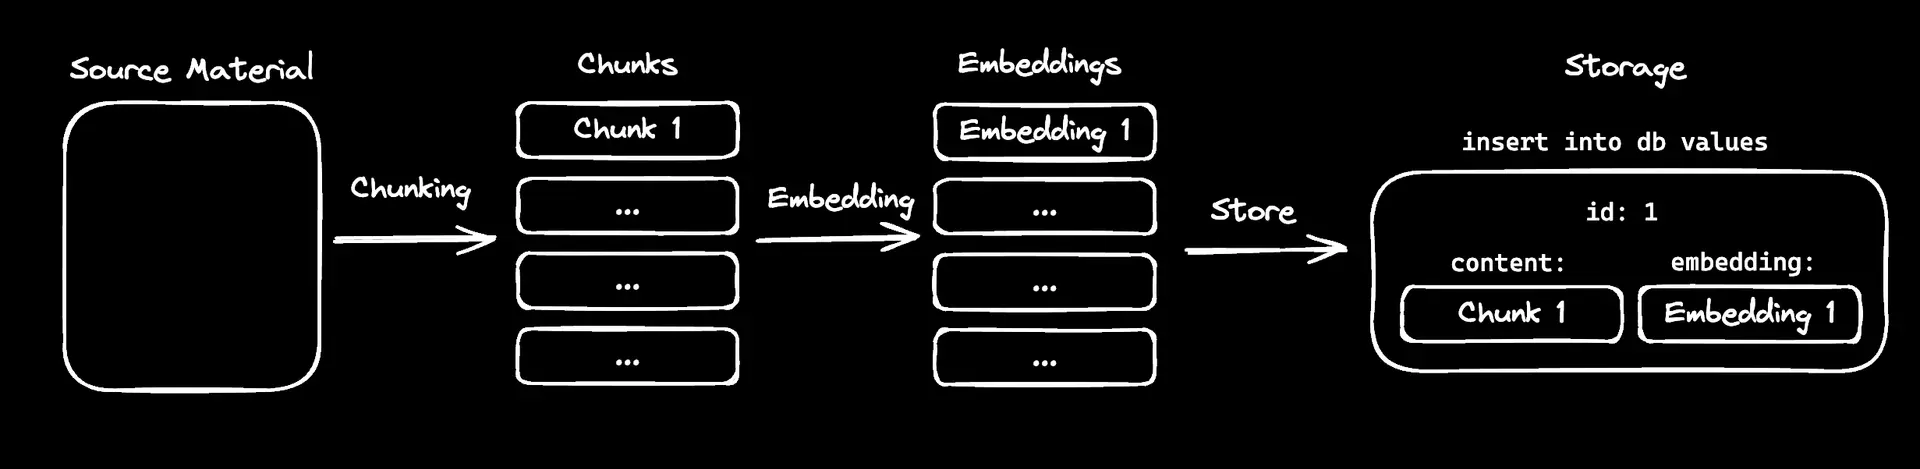 Source Material
Chunking
Chunks
Chunk 1
...
...
...
Embedding
Embeddings
Embedding 1
...
...
...
Store
Storage
insert into db values
id: 1
content:
Chunk 1
embedding:
Embedding 1